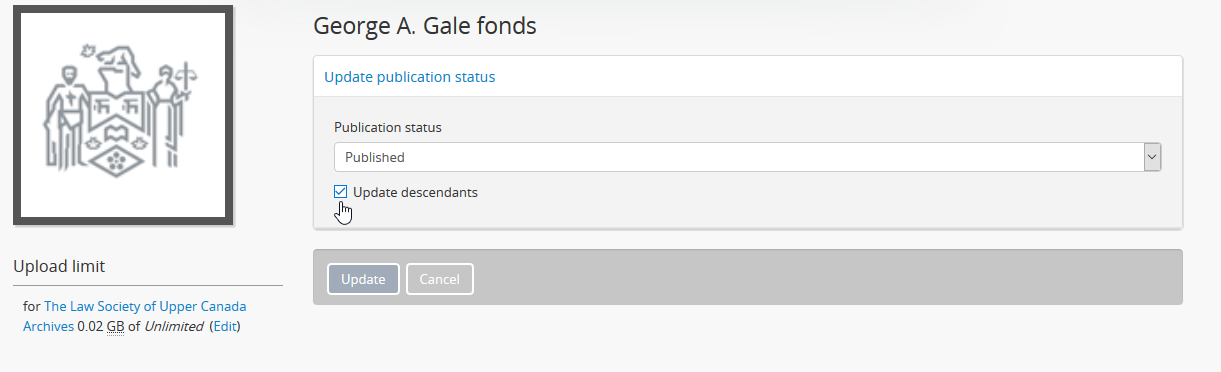 George A. Gale fonds
Update publication status
Publication status
Published
Update descendants
Update
Cancel
Upload limit
for The Law Society of Upper Canada
Archives 0.02 GB of Unlimited (Edit)